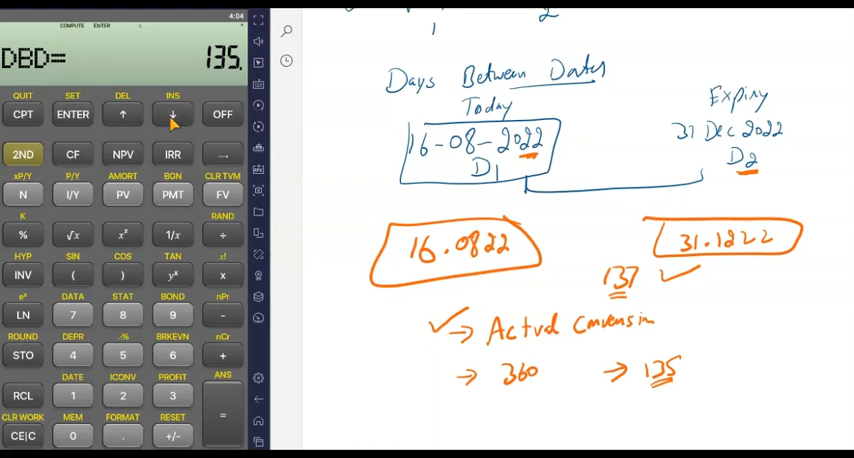 4:04
COMPUTE ENTER
DBD= 135.
QUIT SET DEL INS
CPT ENTER ↑ ↓ OFF
2ND CF NPV IRR
xP/Y P/Y AMORT BGN CLR TVM
N I/Y PV PMT FV
K RAND
% √x x² 1/x ÷
HYP SIN COS TAN x!
INV ( ) yˣ x
eˣ DATA STAT BOND nPr
LN 7 8 9 -
ROUND DEPR Δ% BRKEVN nCr
STO 4 5 6 +
DATE ICONV PROFIT ANS
RCL 1 2 3 =
CLR WORK MEM FORMAT RESET
CE|C 0 . +/-
Days Between Dates
Today Expiry
16-08-2022 31 Dec 2022
D1 D2
16.0822 31.1222
137 ✓
✓→ Actual Convension
→ 360 → 135